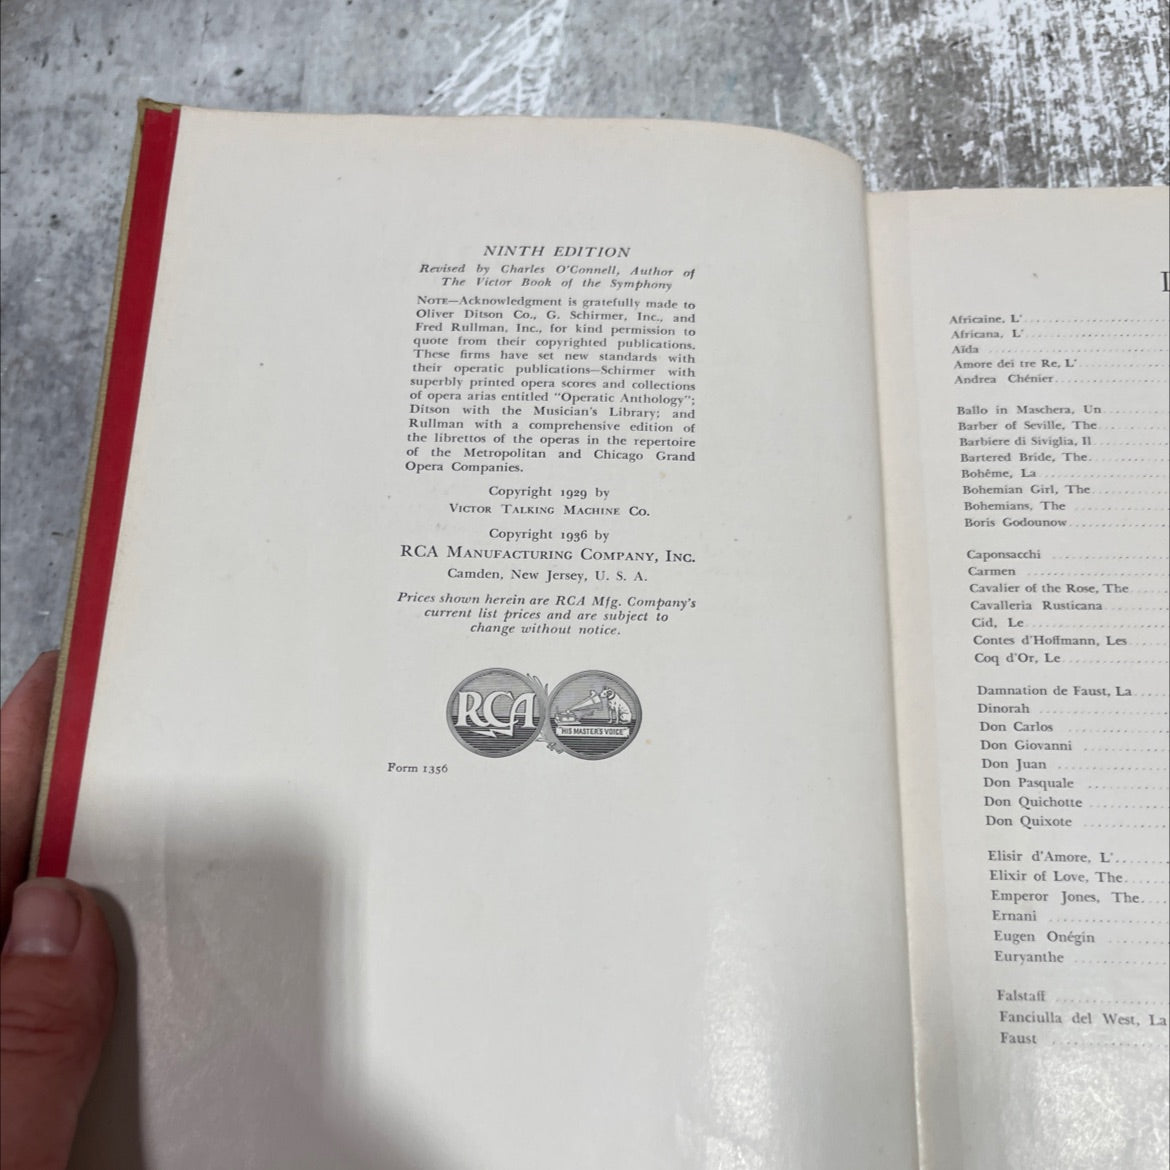 NINTH EDITION
Revised by Charles O'Connell, Author of
The Victor Book of the Symphony
NOTE—Acknowledgment is gratefully made to
Oliver Ditson Co., G. Schirmer, Inc., and
Fred Rullman, Inc., for kind permission to
quote from their copyrighted publications.
These firms have set new standards with
their operatic publications—Schirmer with
superbly printed opera scores and collections
of opera arias entitled "Operatic Anthology";
Ditson with the Musician's Library; and
Rullman with a comprehensive edition of
the librettos of the operas in the repertoire
of the Metropolitan and Chicago Grand
Opera Companies.
Copyright 1929 by
VICTOR TALKING MACHINE CO.
Copyright 1936 by
RCA MANUFACTURING COMPANY, INC.
Camden, New Jersey, U. S. A.
Prices shown herein are RCA Mfg. Company's
current list prices and are subject to
change without notice.
RCA
"HIS MASTER'S VOICE"
Form 1356
Africaine, L'
Africana, L'
Aïda
Amore dei tre Re, L'
Andrea Chénier
Ballo in Maschera, Un
Barber of Seville, The
Barbiere di Siviglia, Il
Bartered Bride, The
Bohême, La
Bohemian Girl, The
Bohemians, The
Boris Godounow
Caponsacchi
Carmen
Cavalier of the Rose, The
Cavalleria Rusticana
Cid, Le
Contes d'Hoffmann, Les
Coq d'Or, Le
Damnation de Faust, La
Dinorah
Don Carlos
Don Giovanni
Don Juan
Don Pasquale
Don Quichotte
Don Quixote
Elisir d'Amore, L'
Elixir of Love, The
Emperor Jones, The
Ernani
Eugen Onégin
Euryanthe
Falstaff
Fanciulla del West, La
Faust